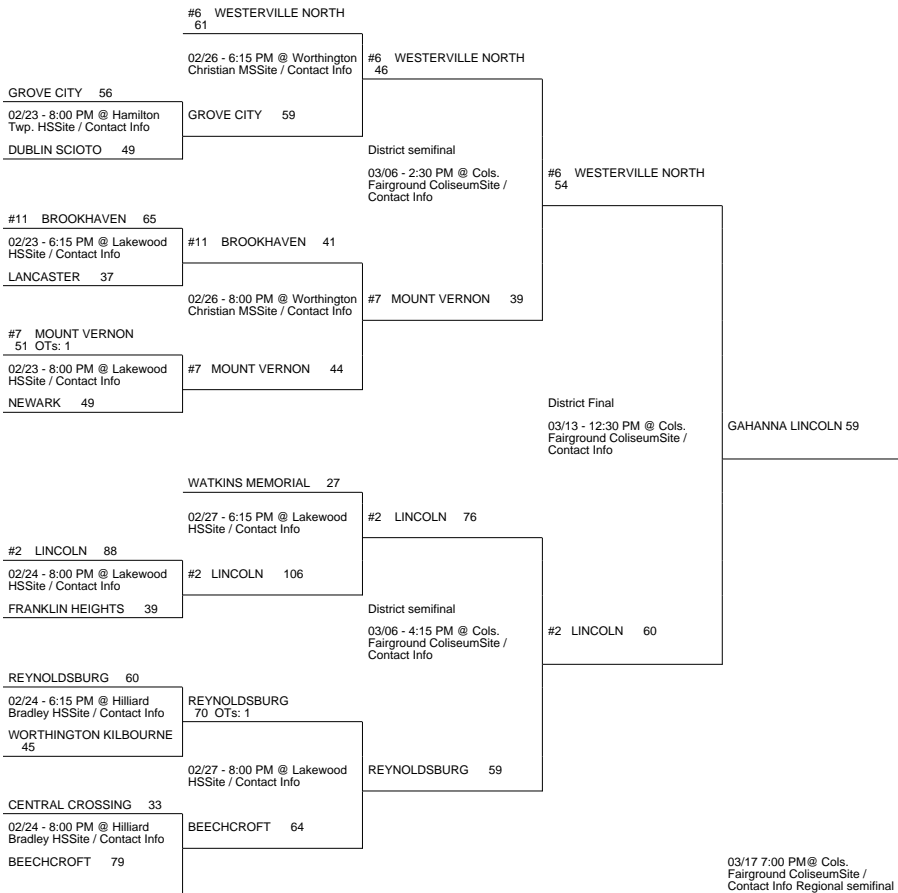 #6 WESTERVILLE NORTH
61
02/26 - 6:15 PM @ Worthington
Christian MSSite / Contact Info
#6 WESTERVILLE NORTH
46
GROVE CITY 56
02/23 - 8:00 PM @ Hamilton
Twp. HSSite / Contact Info
GROVE CITY 59
DUBLIN SCIOTO 49
District semifinal
03/06 - 2:30 PM @ Cols.
Fairground ColiseumSite /
Contact Info
#6 WESTERVILLE NORTH
54
#11 BROOKHAVEN 65
02/23 - 6:15 PM @ Lakewood
HSSite / Contact Info
#11 BROOKHAVEN 41
LANCASTER 37
02/26 - 8:00 PM @ Worthington
Christian MSSite / Contact Info
#7 MOUNT VERNON 39
#7 MOUNT VERNON
51 OTs: 1
02/23 - 8:00 PM @ Lakewood
HSSite / Contact Info
#7 MOUNT VERNON 44
NEWARK 49
District Final
03/13 - 12:30 PM @ Cols.
Fairground ColiseumSite /
Contact Info
GAHANNA LINCOLN 59
WATKINS MEMORIAL 27
02/27 - 6:15 PM @ Lakewood
HSSite / Contact Info
#2 LINCOLN 76
#2 LINCOLN 88
02/24 - 8:00 PM @ Lakewood
HSSite / Contact Info
#2 LINCOLN 106
FRANKLIN HEIGHTS 39
District semifinal
03/06 - 4:15 PM @ Cols.
Fairground ColiseumSite /
Contact Info
#2 LINCOLN 60
REYNOLDSBURG 60
02/24 - 6:15 PM @ Hilliard
Bradley HSSite / Contact Info
REYNOLDSBURG
70 OTs: 1
WORTHINGTON KILBOURNE
45
02/27 - 8:00 PM @ Lakewood
HSSite / Contact Info
REYNOLDSBURG 59
CENTRAL CROSSING 33
02/24 - 8:00 PM @ Hilliard
Bradley HSSite / Contact Info
BEECHCROFT 64
BEECHCROFT 79
03/17 7:00 PM@ Cols.
Fairground ColiseumSite /
Contact Info Regional semifinal